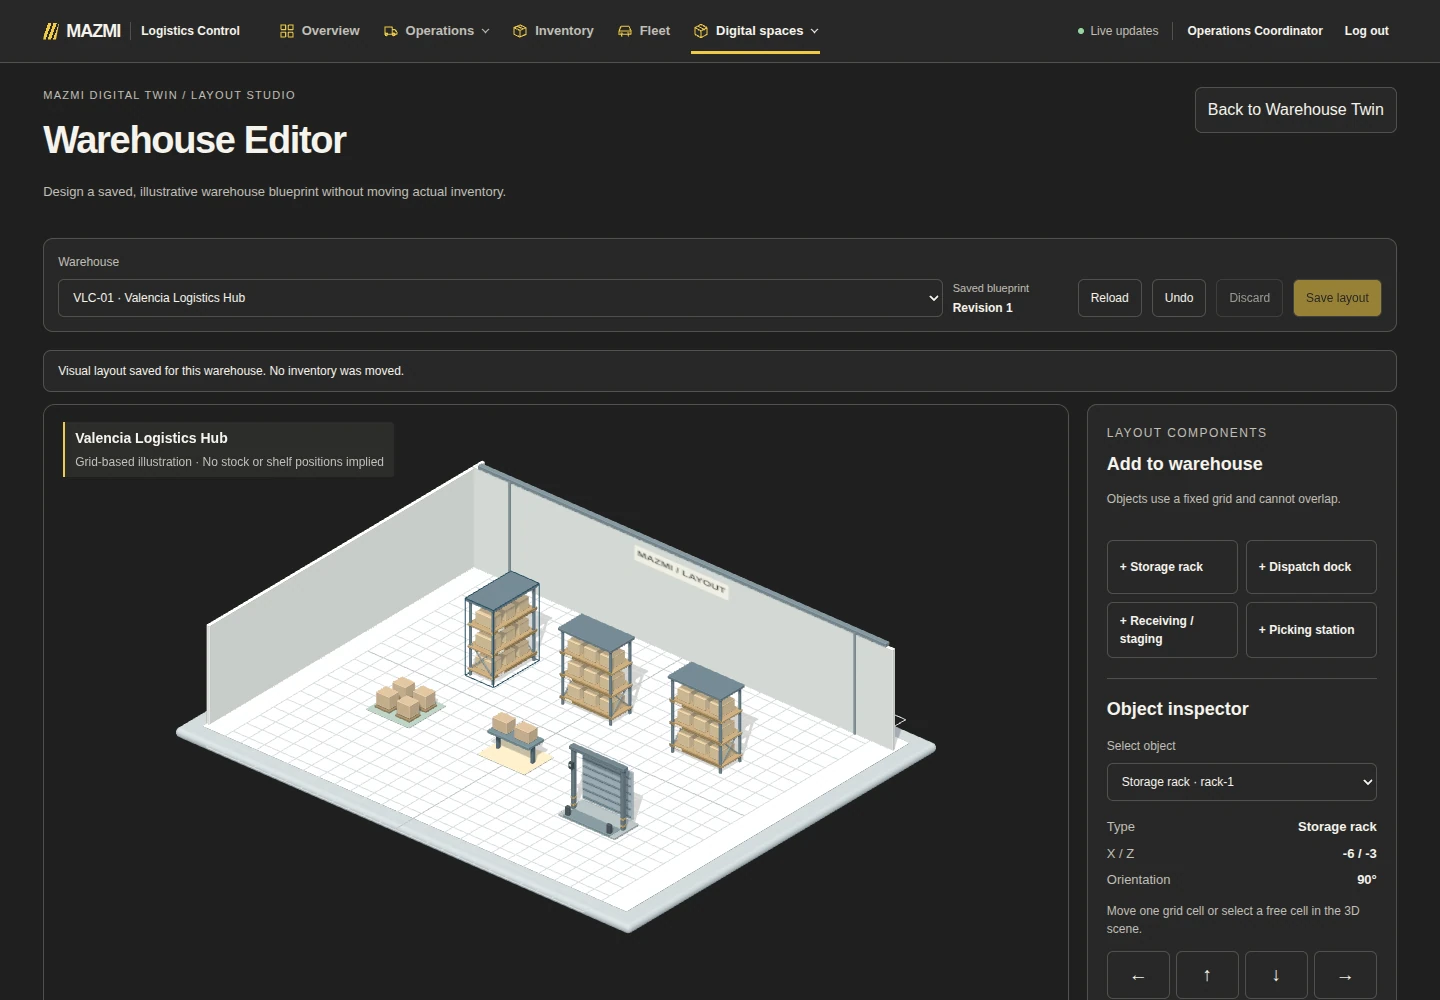 MAZMI Logistics Control Overview Operations Inventory Fleet Digital spaces Live updates Operations Coordinator Log out
MAZMI DIGITAL TWIN / LAYOUT STUDIO
Back to Warehouse Twin
Warehouse Editor
Design a saved, illustrative warehouse blueprint without moving actual inventory.
Warehouse
VLC-01 · Valencia Logistics Hub
Saved blueprint
Revision 1
Reload Undo Discard Save layout
Visual layout saved for this warehouse. No inventory was moved.
Valencia Logistics Hub
Grid-based illustration · No stock or shelf positions implied
MAZMI / LAYOUT
LAYOUT COMPONENTS
Add to warehouse
Objects use a fixed grid and cannot overlap.
+ Storage rack
+ Dispatch dock
+ Receiving /
staging
+ Picking station
Object inspector
Select object
Storage rack · rack-1
Type Storage rack
X / Z -6 / -3
Orientation 90°
Move one grid cell or select a free cell in the 3D
scene.
← ↑ ↓ →